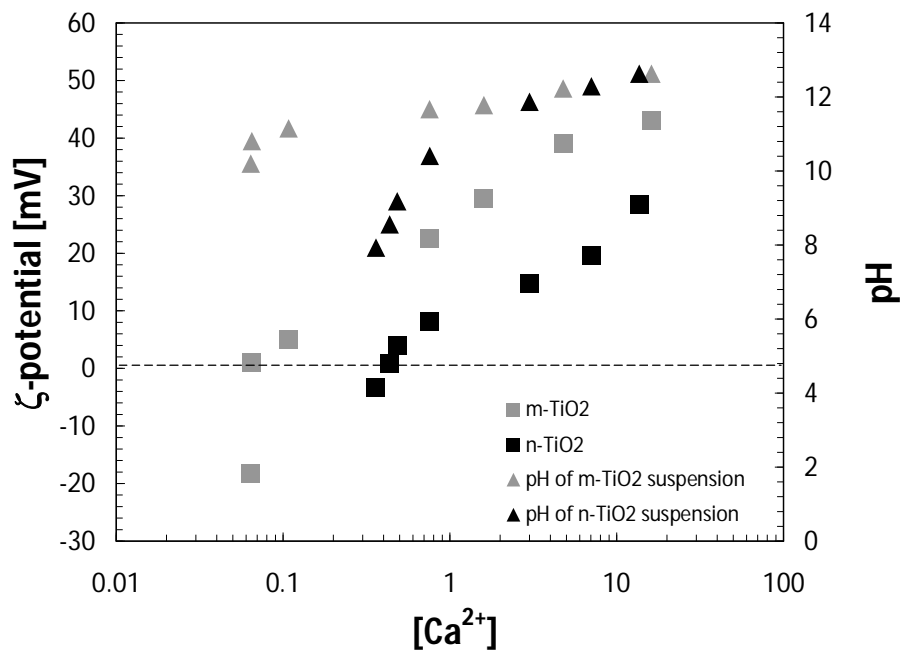 60
50
40
30
20
10
0
-10
-20
-30
ζ-potential [mV]
14
12
10
8
6
4
2
0
pH
m-TiO2
n-TiO2
pH of m-TiO2 suspension
pH of n-TiO2 suspension
0.01 0.1 1 10 100
[Ca²⁺]